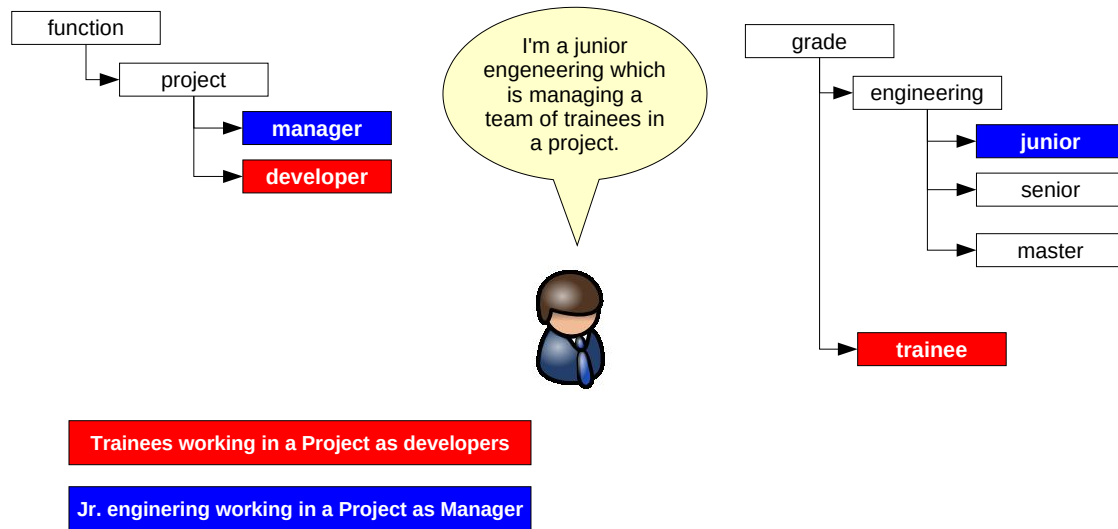 function
project
manager
developer
I'm a junior
engeneering which
is managing a
team of trainees in
a project.
grade
engineering
junior
senior
master
trainee
Trainees working in a Project as developers
Jr. enginering working in a Project as Manager